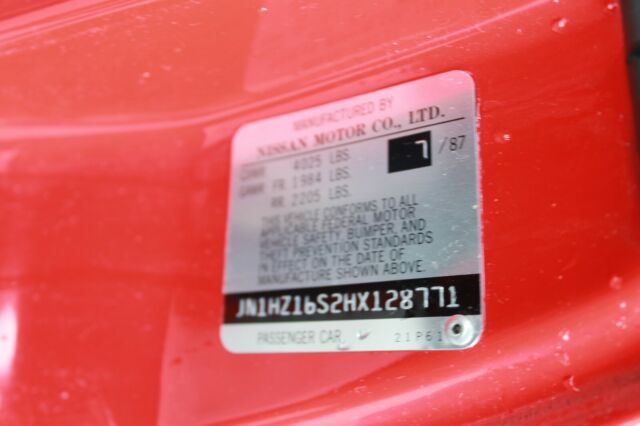 MANUFACTURED BY
NISSAN MOTOR CO., LTD.
GVWR 4025 LBS. 7 /87
GAWR FR. 1984 LBS.
RR. 2205 LBS.
THIS VEHICLE CONFORMS TO ALL
APPLICABLE FEDERAL MOTOR
VEHICLE SAFETY, BUMPER, AND
THEFT PREVENTION STANDARDS
IN EFFECT ON THE DATE OF
MANUFACTURE SHOWN ABOVE.
JN1HZ16S2HX128771
PASSENGER CAR. 21P61